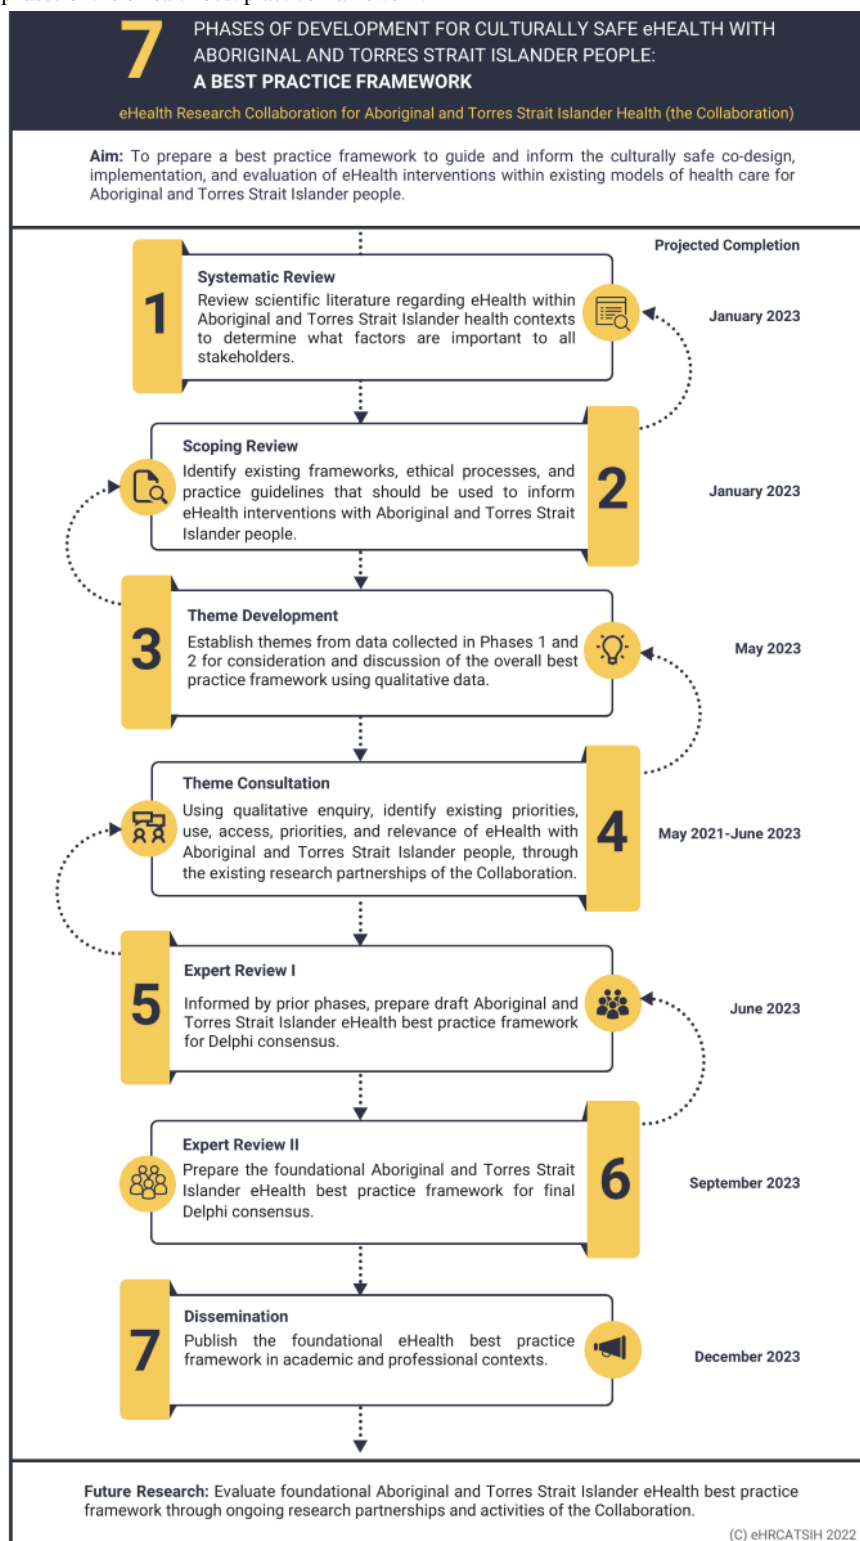 7
PHASES OF DEVELOPMENT FOR CULTURALLY SAFE eHEALTH WITH
ABORIGINAL AND TORRES STRAIT ISLANDER PEOPLE:
A BEST PRACTICE FRAMEWORK
eHealth Research Collaboration for Aboriginal and Torres Strait Islander Health (the Collaboration)
Aim: To prepare a best practice framework to guide and inform the culturally safe co-design,
implementation, and evaluation of eHealth interventions within existing models of health care for
Aboriginal and Torres Strait Islander people.
Projected Completion
1
Systematic Review
Review scientific literature regarding eHealth within
Aboriginal and Torres Strait Islander health contexts
to determine what factors are important to all
stakeholders.
January 2023
Scoping Review
Identify existing frameworks, ethical processes, and
practice guidelines that should be used to inform
eHealth interventions with Aboriginal and Torres Strait
Islander people.
2
January 2023
3
Theme Development
Establish themes from data collected in Phases 1 and
2 for consideration and discussion of the overall best
practice framework using qualitative data.
May 2023
Theme Consultation
Using qualitative enquiry, identify existing priorities,
use, access, priorities, and relevance of eHealth with
Aboriginal and Torres Strait Islander people, through
the existing research partnerships of the Collaboration.
4
May 2021-June 2023
5
Expert Review I
Informed by prior phases, prepare draft Aboriginal and
Torres Strait Islander eHealth best practice framework
for Delphi consensus.
June 2023
Expert Review II
Prepare the foundational Aboriginal and Torres Strait
Islander eHealth best practice framework for final
Delphi consensus.
6
September 2023
7
Dissemination
Publish the foundational eHealth best practice
framework in academic and professional contexts.
December 2023
Future Research: Evaluate foundational Aboriginal and Torres Strait Islander eHealth best practice
framework through ongoing research partnerships and activities of the Collaboration.
(C) eHRCATSIH 2022